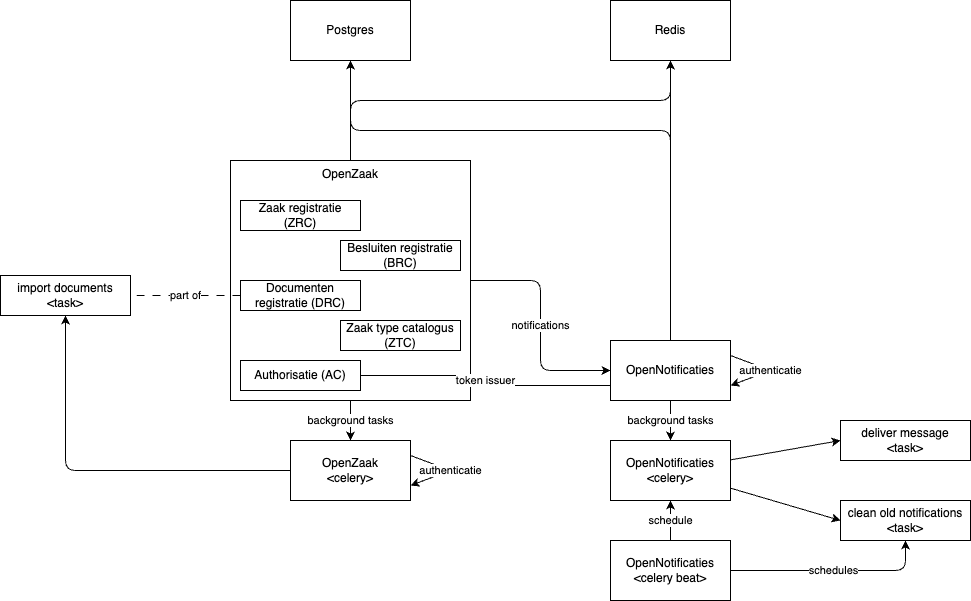 Postgres
Redis
OpenZaak
Zaak registratie
(ZRC)
Besluiten registratie
(BRC)
import documents
<task>
part of
Documenten
registratie (DRC)
notifications
Zaak type catalogus
(ZTC)
Authorisatie (AC)
token issuer
OpenNotificaties
authenticatie
background tasks
background tasks
OpenZaak
<celery>
authenticatie
OpenNotificaties
<celery>
deliver message
<task>
clean old notifications
<task>
schedule
OpenNotificaties
<celery beat>
schedules